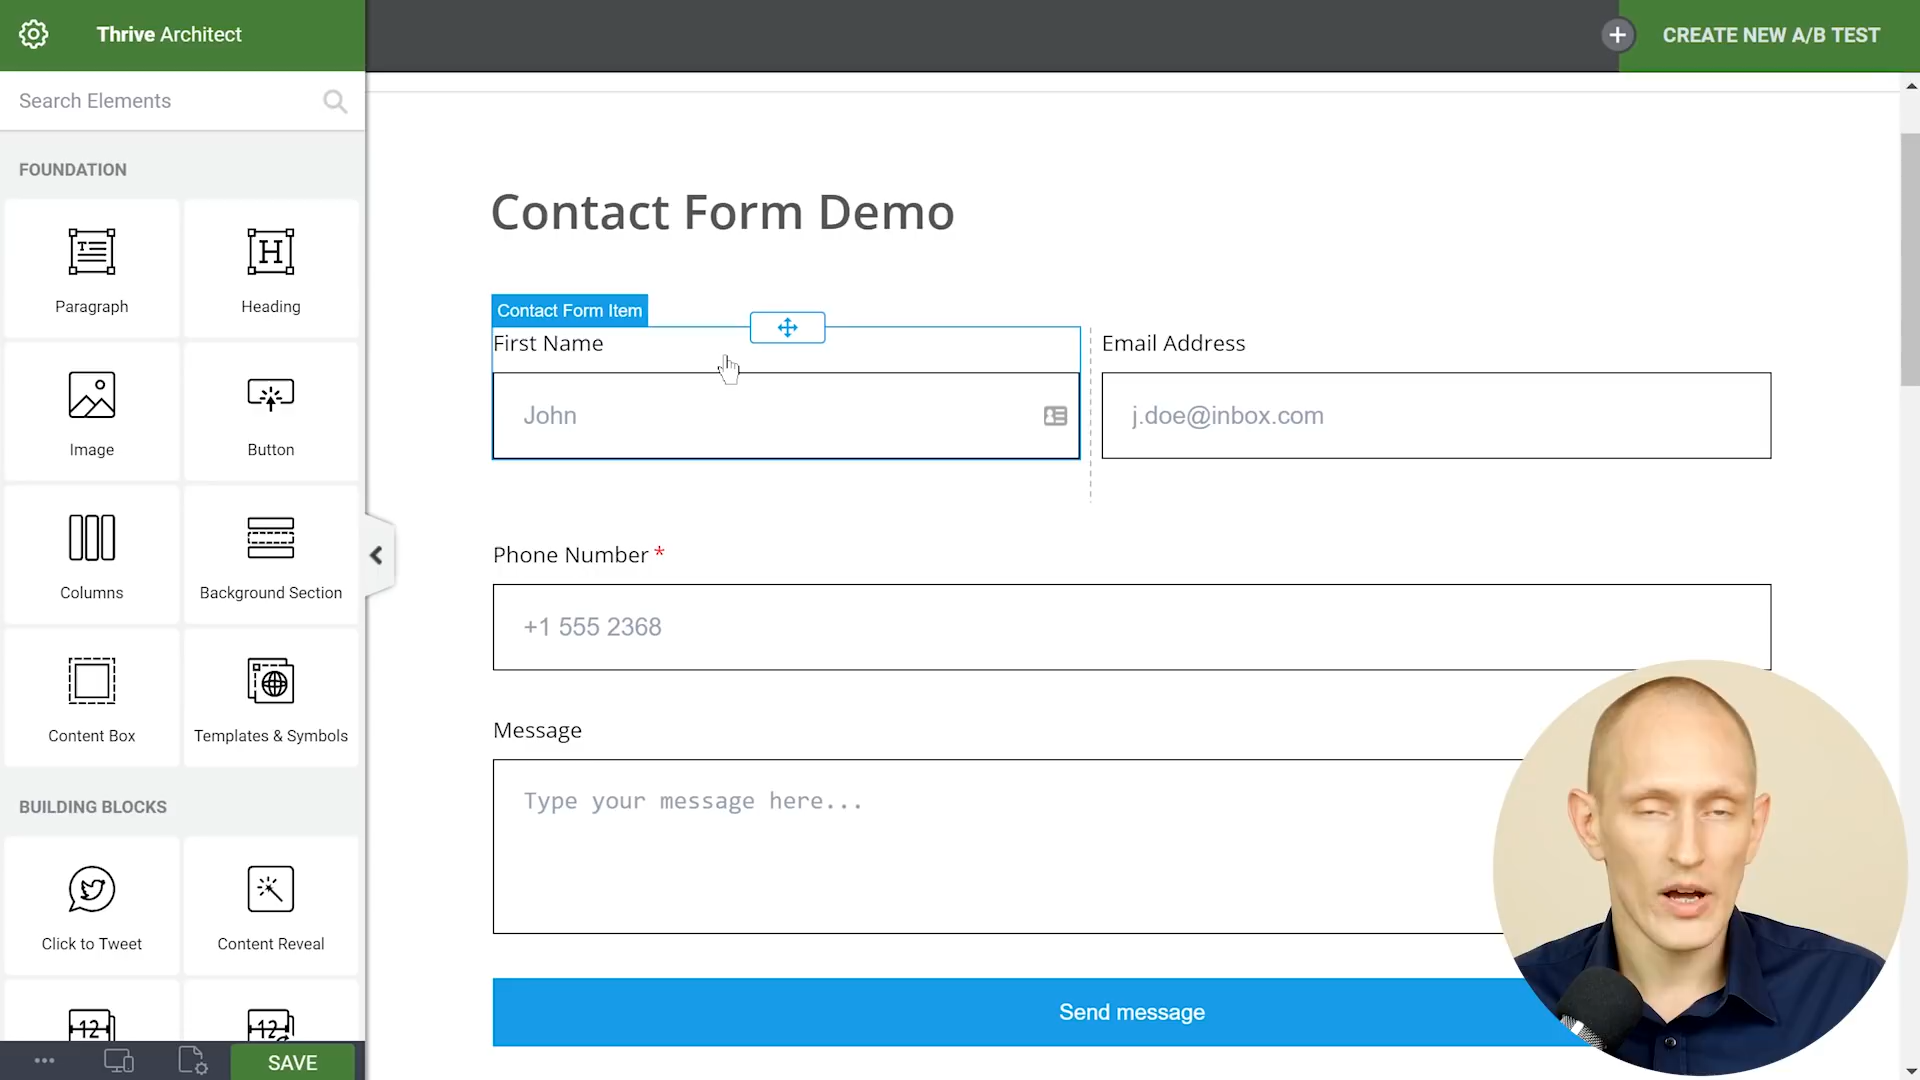 Thrive Architect
CREATE NEW A/B TEST
Search Elements
FOUNDATION
Paragraph
Heading
Image
Button
Columns
Background Section
Content Box
Templates & Symbols
BUILDING BLOCKS
Click to Tweet
Content Reveal
12
12
SAVE
Contact Form Demo
Contact Form Item
First Name
John
Email Address
j.doe@inbox.com
Phone Number *
+1 555 2368
Message
Type your message here...
Send message